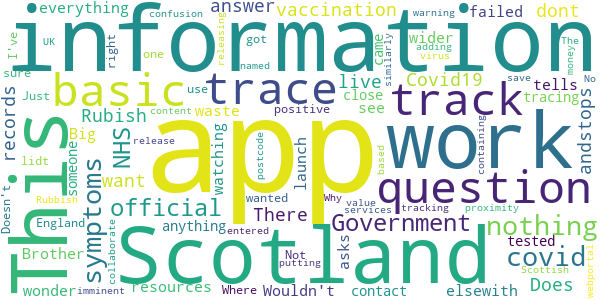 everything
confusion
answer
vaccination
failed
warning
dont
information
I've
UK
sure
right
one
got
releasing
named
came
similarly
wider
adding
virus
The
money
No
basic
use
trace
live
close
see
Covid19
tells
tracing
save
Just
content
positive
track
Rubish
waste
Big
records
lidt
someone
NHS
release
watching
postcode
launch
app
work
containing
andstops
This
symptoms
want
wanted
Why
based
question
Rubbish
official
There
value
services
Government
tracking
proximity
nothing
Doesn't
England
collaborate
anything
entered
Not
putting
asks
tested
Scottish
covid
Brother
Scotland
wonder
imminent
resources
Where
Wouldn't
contact
elsewith
Does
webportal